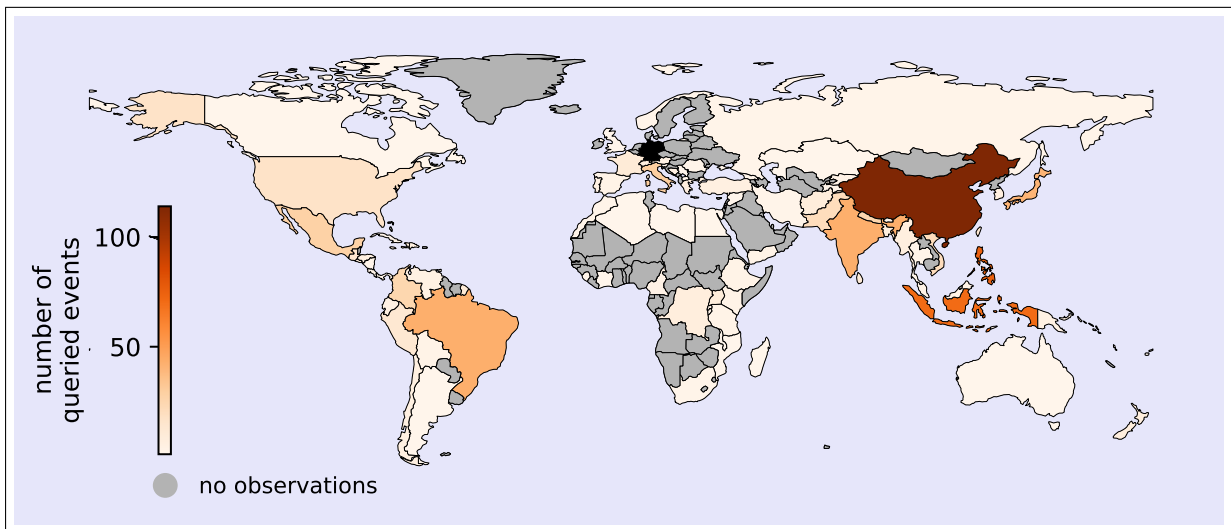 100
50
number of
queried events
no observations